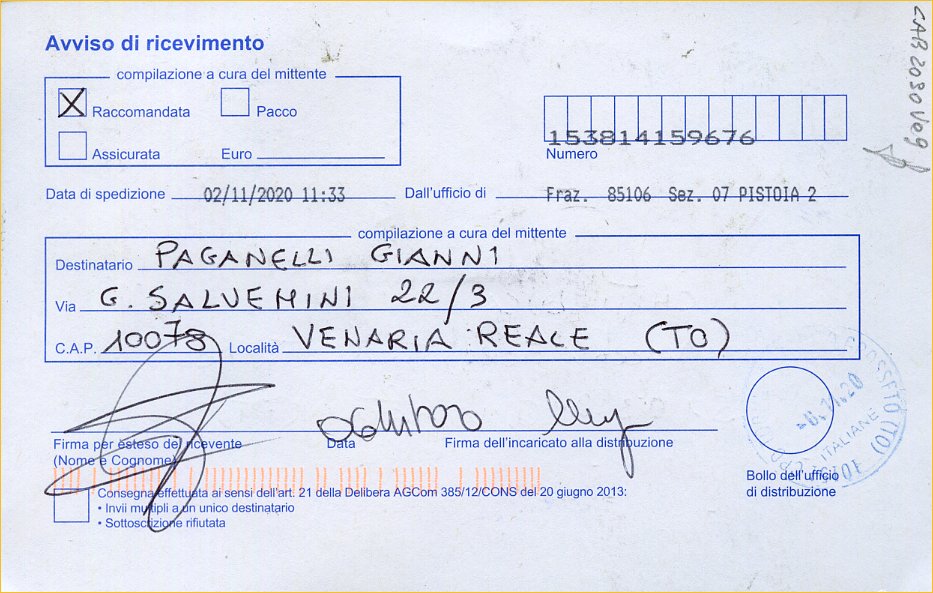 Avviso di ricevimento
compilazione a cura del mittente
X Raccomandata Pacco
Assicurata Euro
153814159676
Numero
Data di spedizione 02/11/2020 11:33 Dall'ufficio di Fraz. 85106 Sez. 07 PISTOIA 2
compilazione a cura del mittente
Destinatario PAGANELLI GIANNI
Via G. SALVEMINI 22/3
C.A.P. 10078 Località VENARIA REALE (TO)
Firma per esteso del ricevente Data Firma dell'incaricato alla distribuzione
(Nome e Cognome)
Bollo dell'ufficio
di distribuzione
ITALIANE
Consegna effettuata ai sensi dell'art. 21 della Delibera AGCom 385/12/CONS del 20 giugno 2013:
• Invii multipli a un unico destinatario
• Sottoscrizione rifiutata